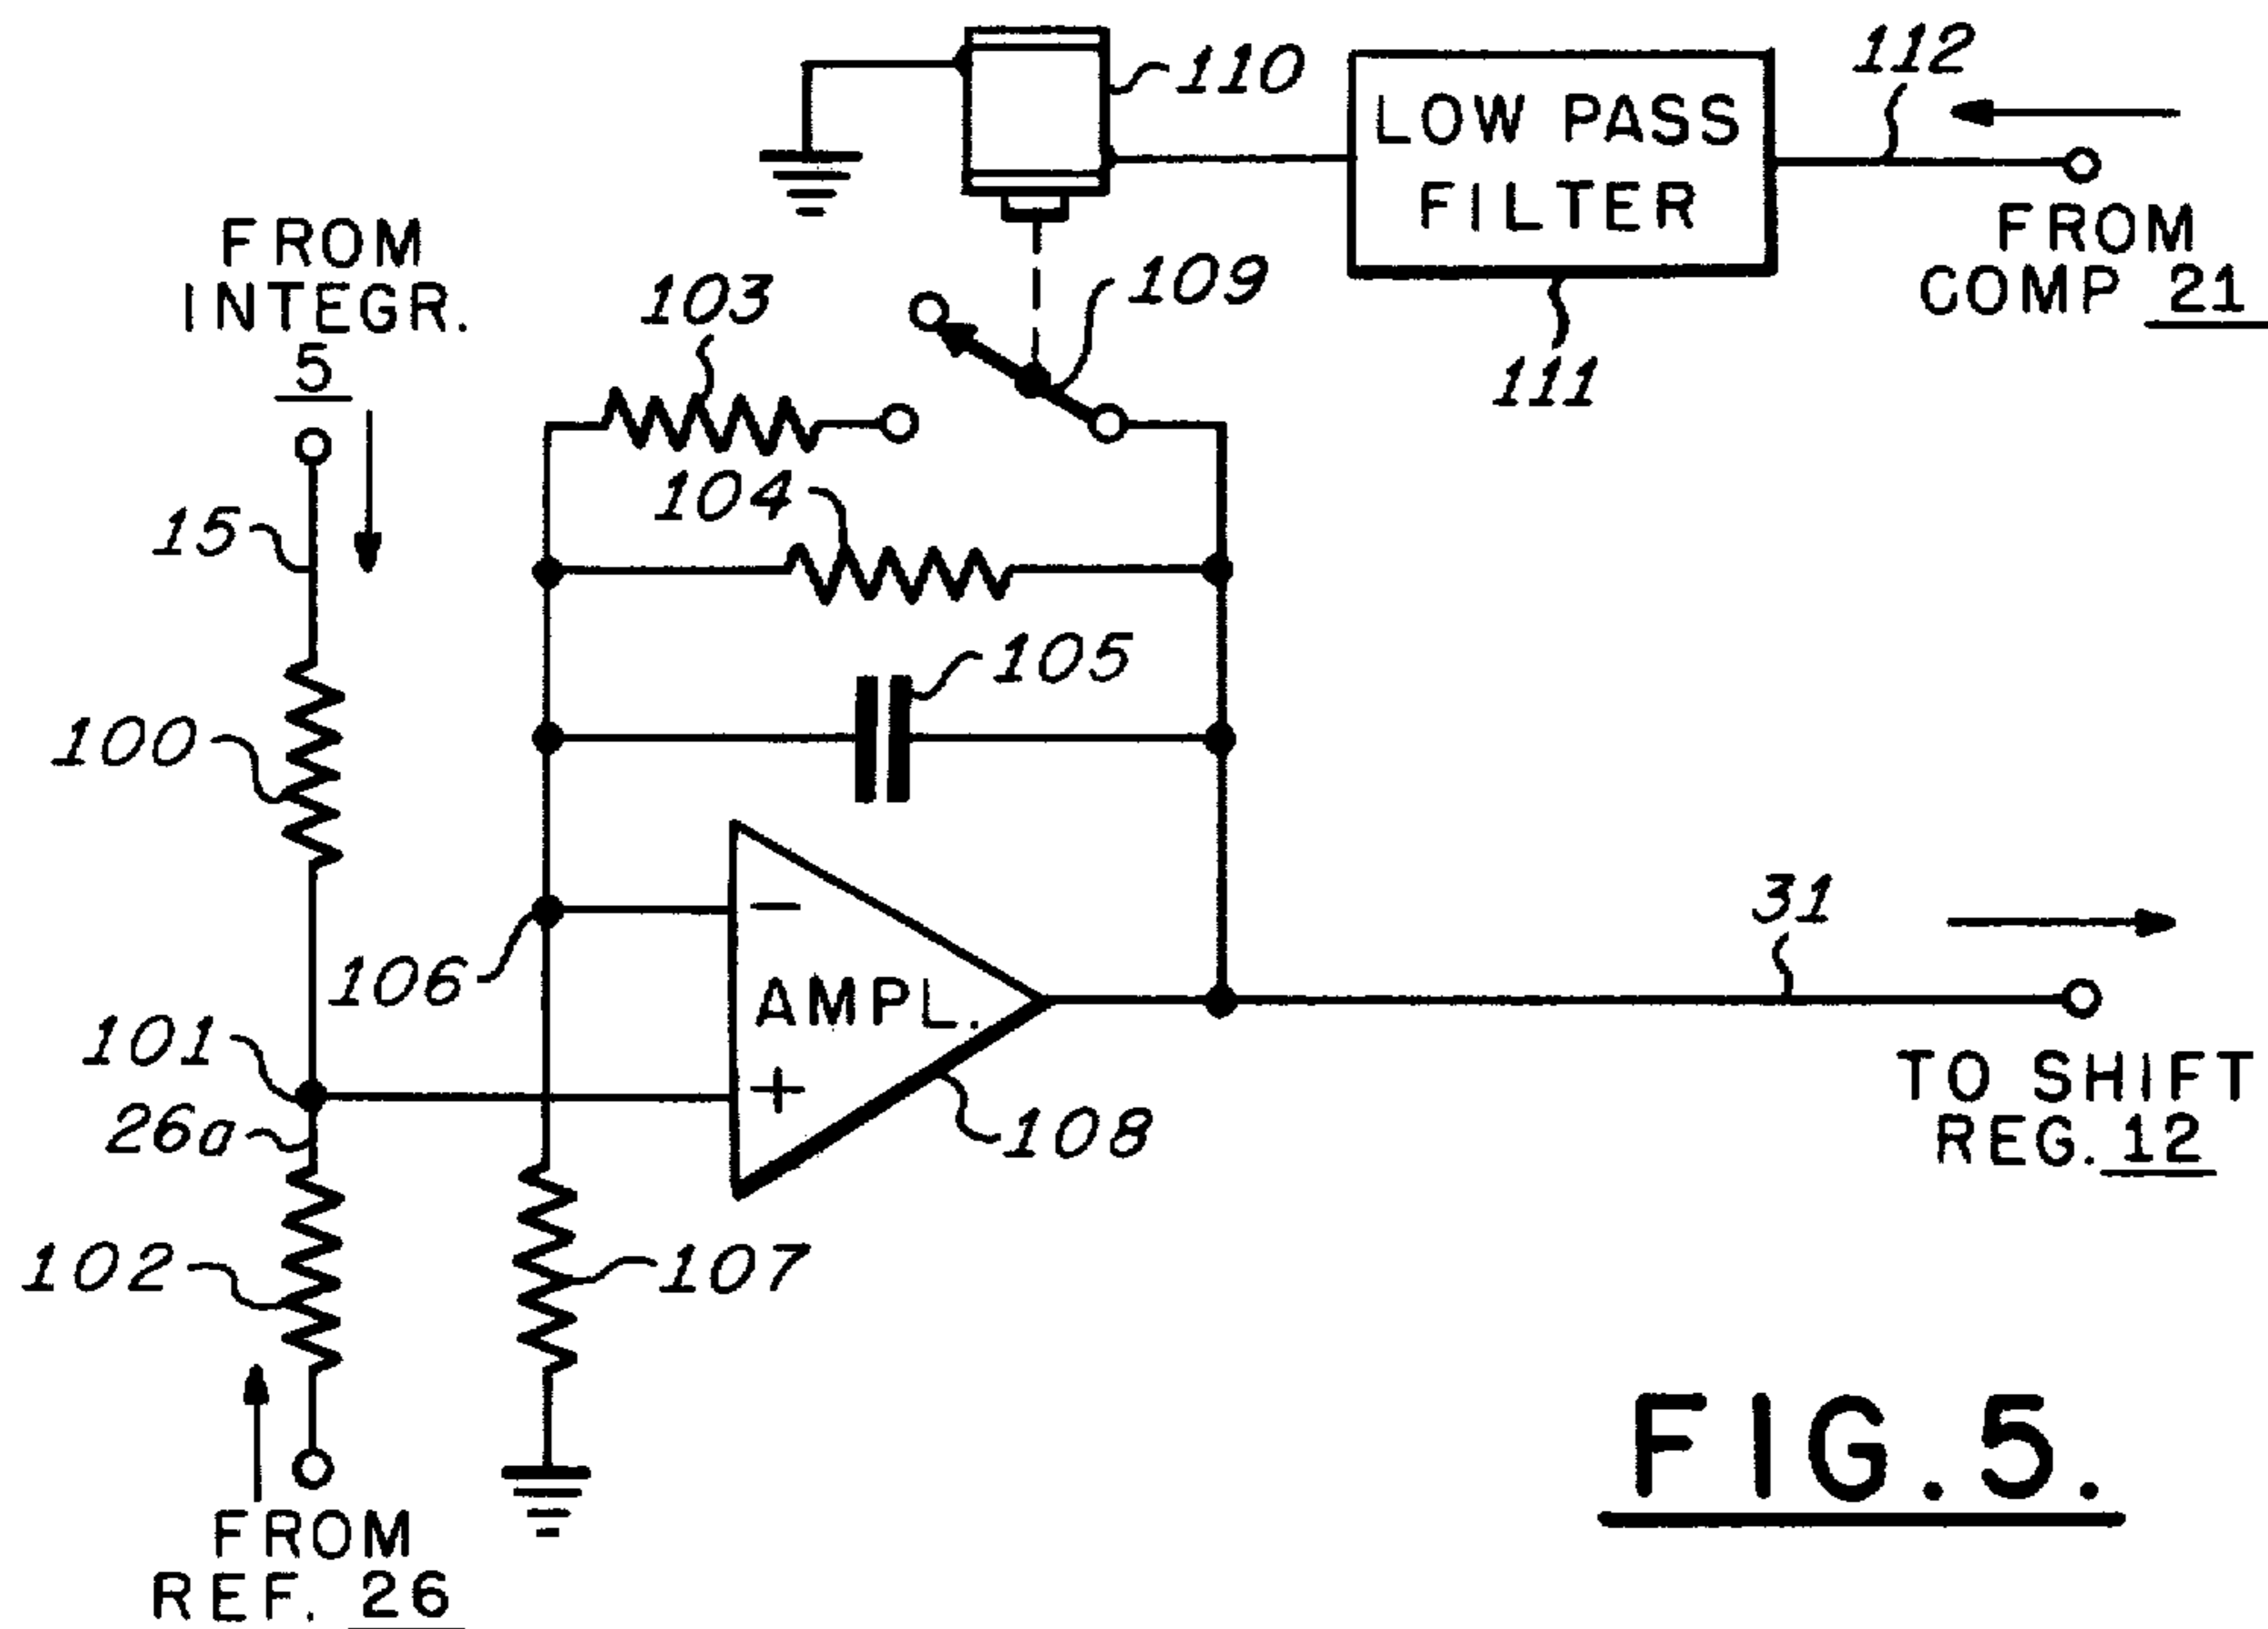 112
110
LOW PASS
FILTER
FROM
COMP 21
111
109
FROM
INTEGR.
5
103
104
15
105
100
106
AMPL.
−
+
31
101
26a
108
TO SHIFT
REG. 12
102
107
FROM
REF. 26
FIG. 5.